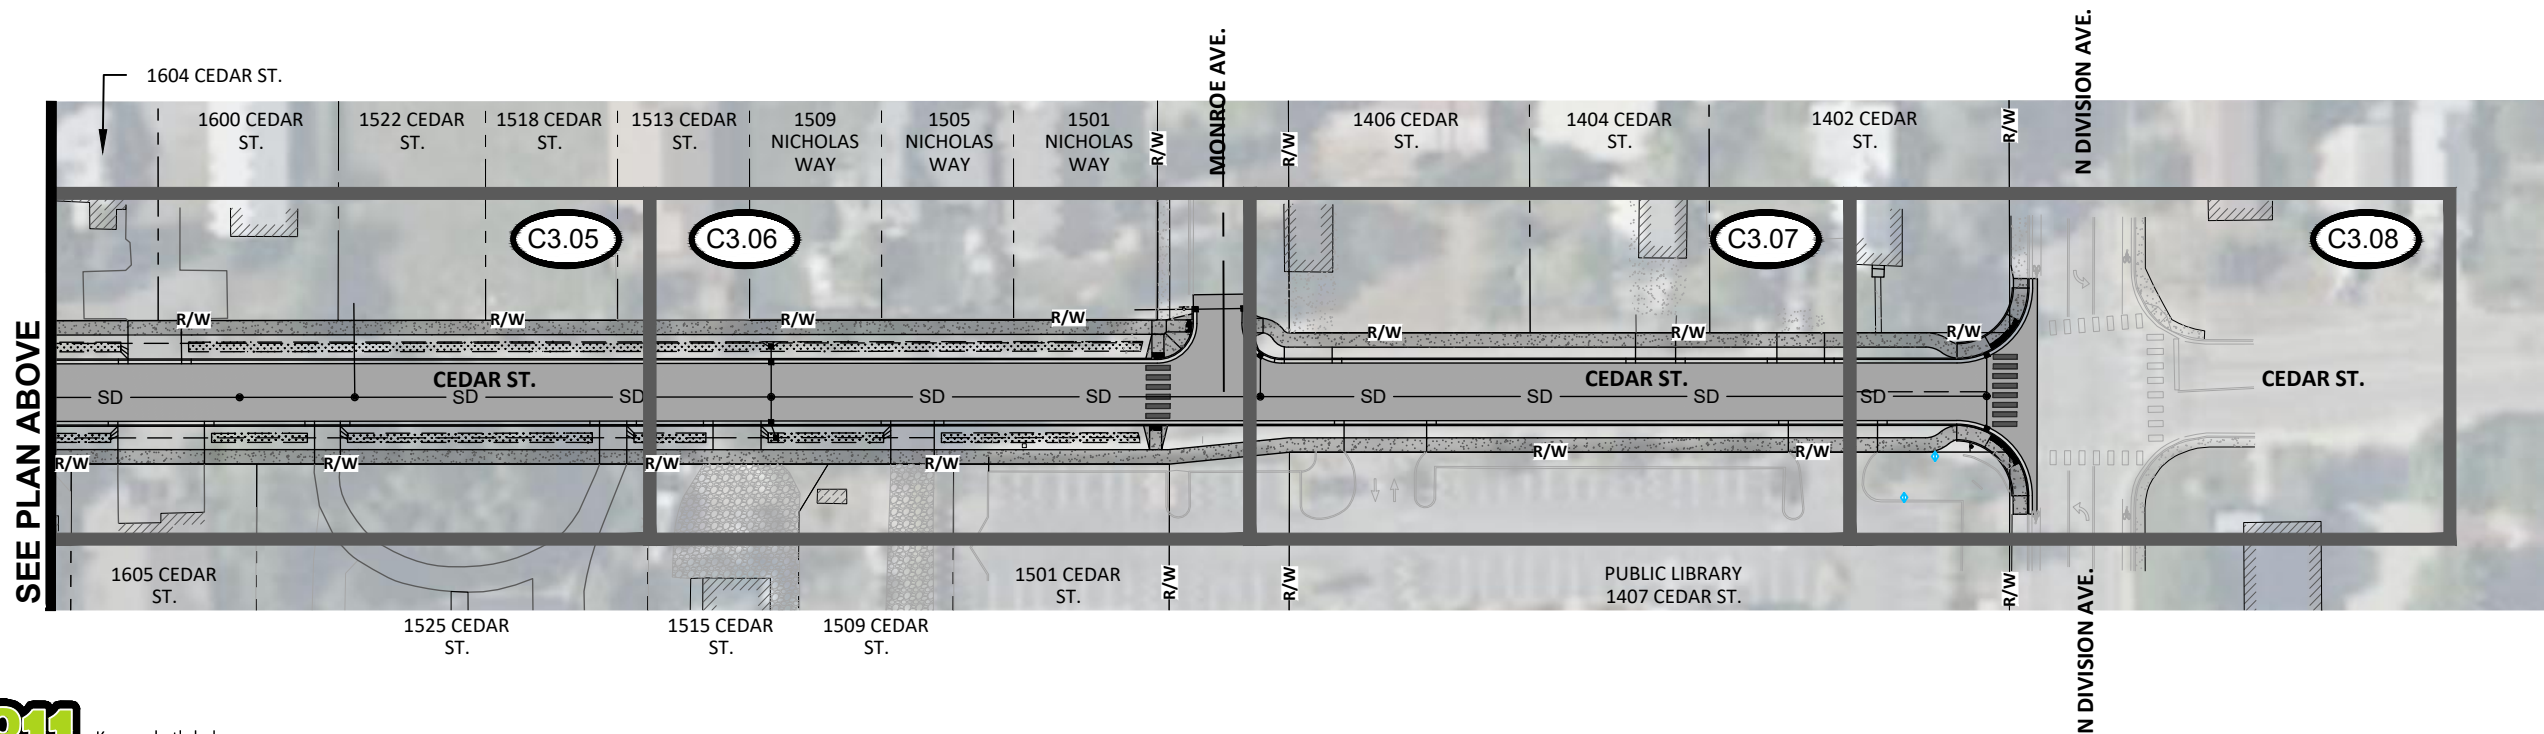 MONROE AVE.
N DIVISION AVE.
1604 CEDAR ST.
1600 CEDAR
ST.
1522 CEDAR
ST.
1518 CEDAR
ST.
1513 CEDAR
ST.
1509
NICHOLAS
WAY
1505
NICHOLAS
WAY
1501
NICHOLAS
WAY
R/W
R/W
1406 CEDAR
ST.
1404 CEDAR
ST.
1402 CEDAR
ST.
R/W
C3.05
C3.06
C3.07
C3.08
R/W
R/W
R/W
R/W
R/W
R/W
R/W
SEE PLAN ABOVE
CEDAR ST.
CEDAR ST.
CEDAR ST.
SD
SD
SD
SD
SD
SD
SD
SD
SD
R/W
R/W
R/W
R/W
R/W
R/W
1605 CEDAR
ST.
1525 CEDAR
ST.
1515 CEDAR
ST.
1509 CEDAR
ST.
1501 CEDAR
ST.
R/W
R/W
PUBLIC LIBRARY
1407 CEDAR ST.
R/W
N DIVISION AVE.
811